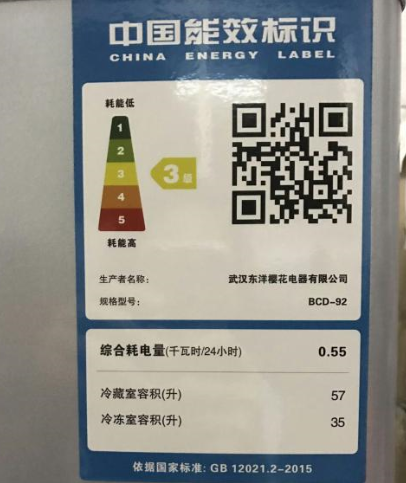 中国能效标识
CHINA ENERGY LABEL
耗能低
1
2
3
4
5
3级
耗能高
生产者名称: 武汉东洋樱花电器有限公司
规格型号: BCD-92
综合耗电量(千瓦时/24小时) 0.55
冷藏室容积(升) 57
冷冻室容积(升) 35
依据国家标准: GB 12021.2-2015